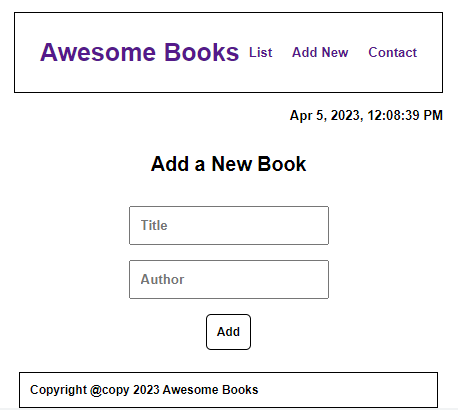 Awesome Books List Add New Contact
Apr 5, 2023, 12:08:39 PM
Add a New Book
Title
Author
Add
Copyright @copy 2023 Awesome Books